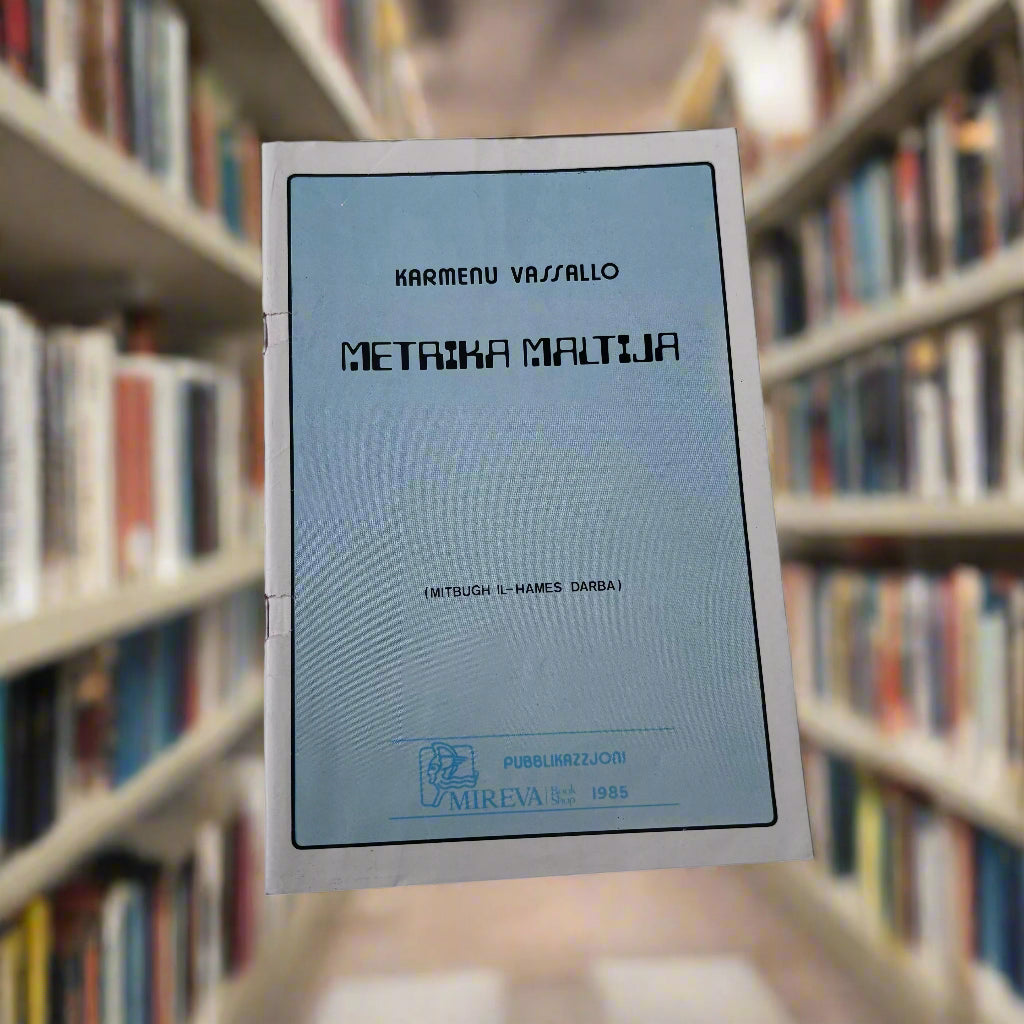 KARMENU VASSALLO
METRIKA MALTIJA
(MITBUGH IL-HAMES DARBA)
PUBBLIKAZZJONI
MIREVA Book Shop 1985